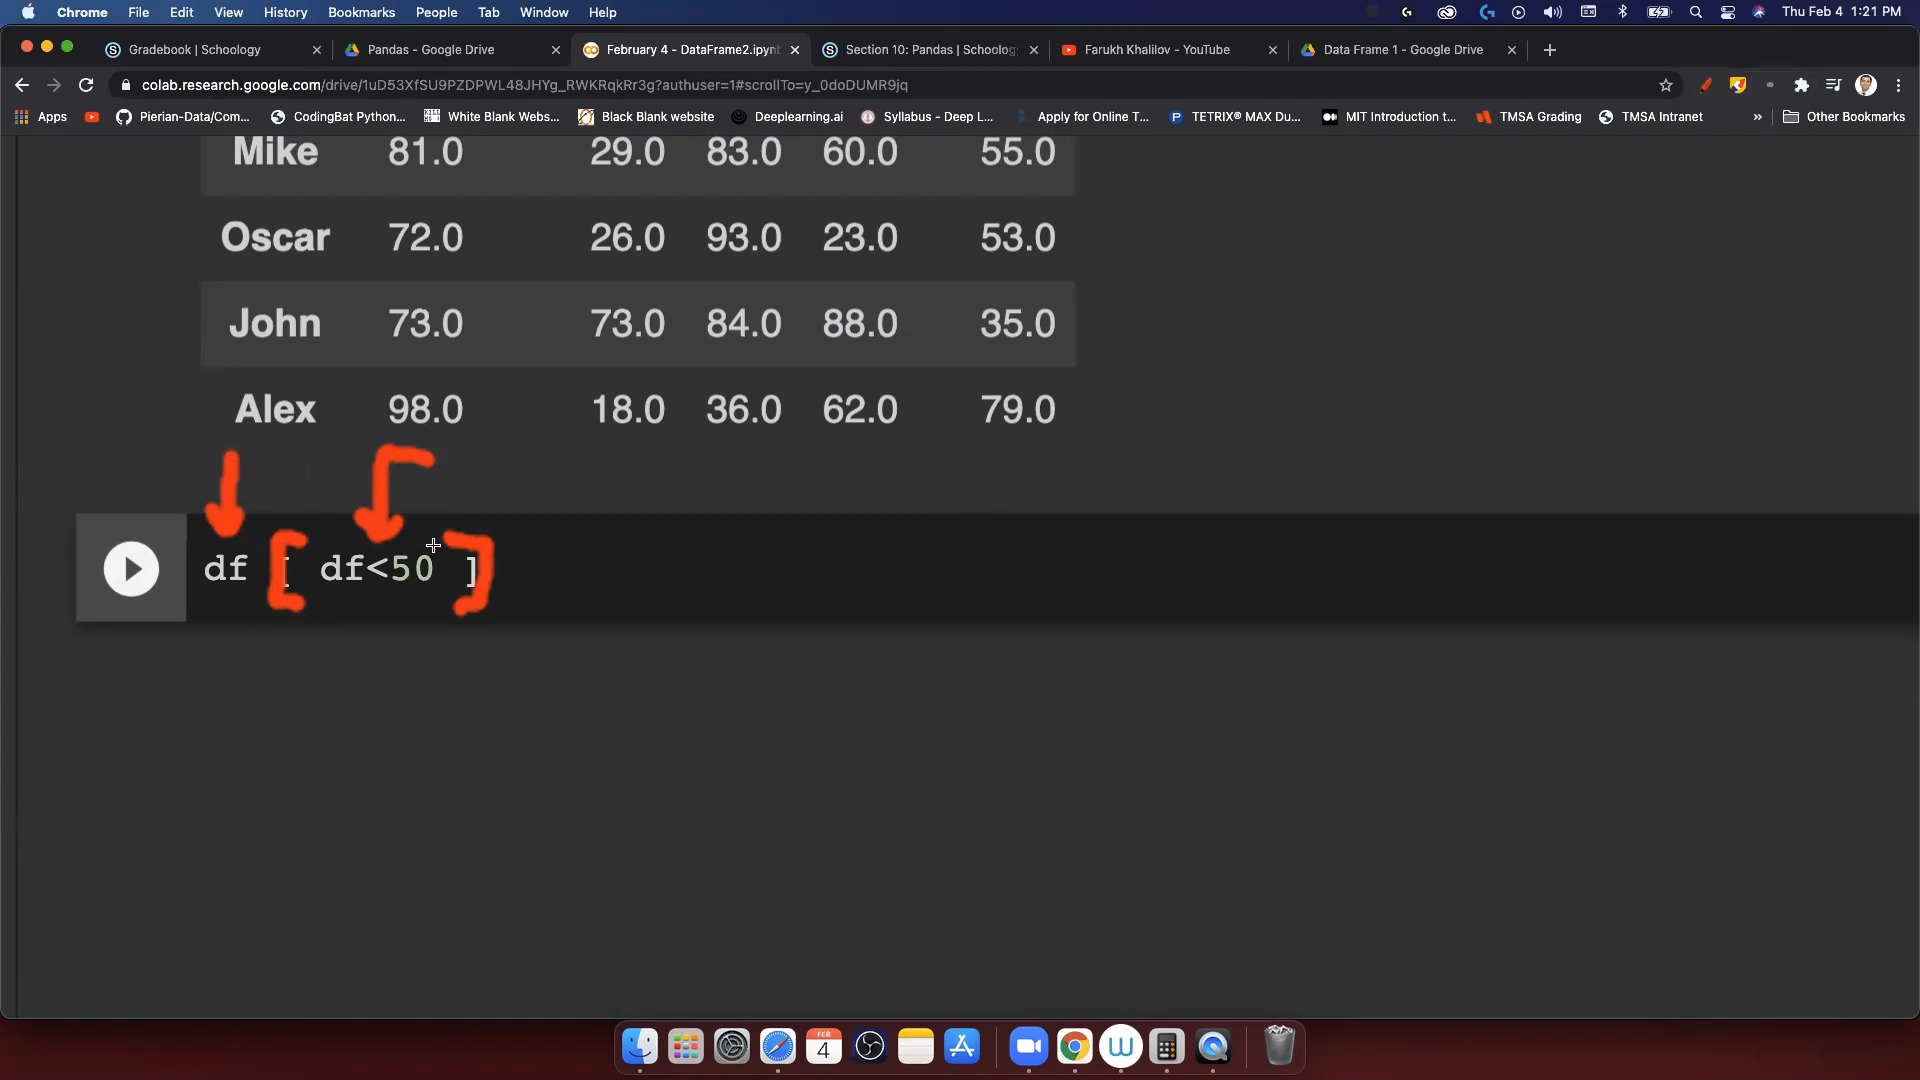 Chrome File Edit View History Bookmarks People Tab Window Help Thu Feb 4 1:21 PM
Gradebook | Schoology Pandas - Google Drive February 4 - DataFrame2.ipynb Section 10: Pandas | Schoology Farukh Khalilov - YouTube Data Frame 1 - Google Drive
colab.research.google.com/drive/1uD53XfSU9PZDPWL48JHYg_RWKRqkRr3g?authuser=1#scrollTo=y_0doDUMR9jq
Apps Pierian-Data/Com... CodingBat Python... White Blank Webs... Black Blank website Deeplearning.ai Syllabus - Deep L... Apply for Online T... TETRIX® MAX Du... MIT Introduction t... TMSA Grading TMSA Intranet » Other Bookmarks
Mike 81.0 29.0 83.0 60.0 55.0
Oscar 72.0 26.0 93.0 23.0 53.0
John 73.0 73.0 84.0 88.0 35.0
Alex 98.0 18.0 36.0 62.0 79.0
df [ df<50 ]
FEB
4